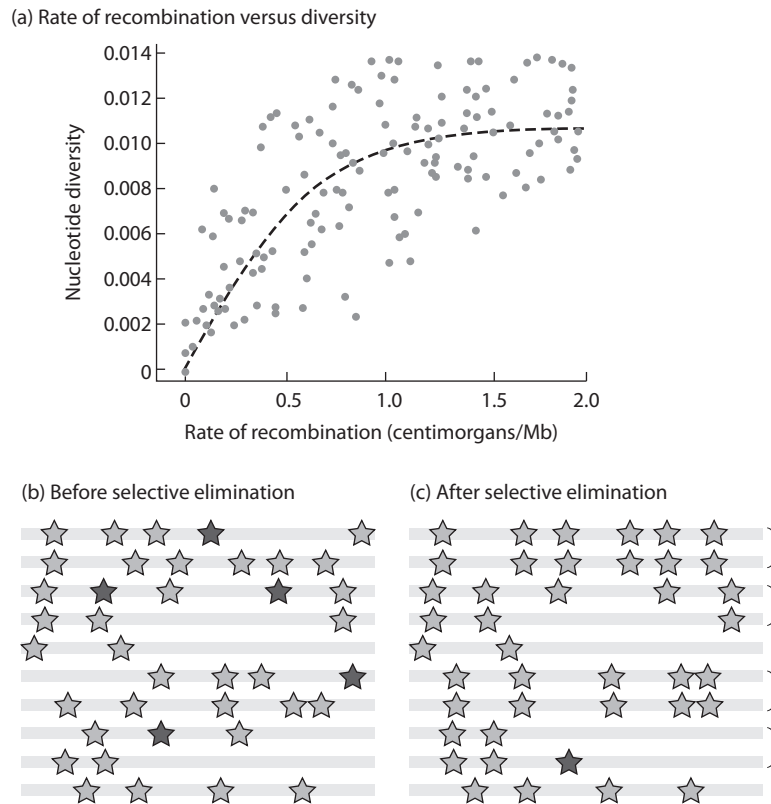 (a) Rate of recombination versus diversity
0.014
0.012
0.010
0.008
0.006
0.004
0.002
0
Nucleotide diversity
0 0.5 1.0 1.5 2.0
Rate of recombination (centimorgans/Mb)
(b) Before selective elimination
(c) After selective elimination